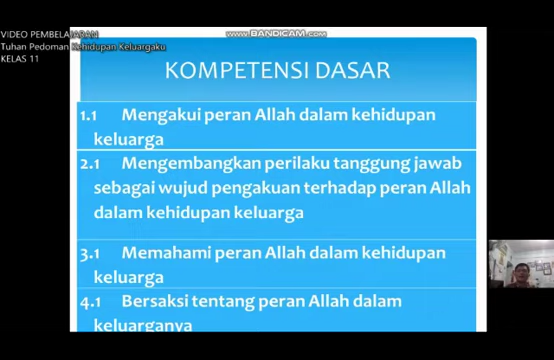 VIDEO PEMBELAJARAN
Tuhan Pedoman Kehidupan Keluargaku
KELAS 11
www.BANDICAM.com
KOMPETENSI DASAR
1.1 Mengakui peran Allah dalam kehidupan
keluarga
2.1 Mengembangkan perilaku tanggung jawab
sebagai wujud pengakuan terhadap peran Allah
dalam kehidupan keluarga
3.1 Memahami peran Allah dalam kehidupan
keluarga
4.1 Bersaksi tentang peran Allah dalam
keluarganya